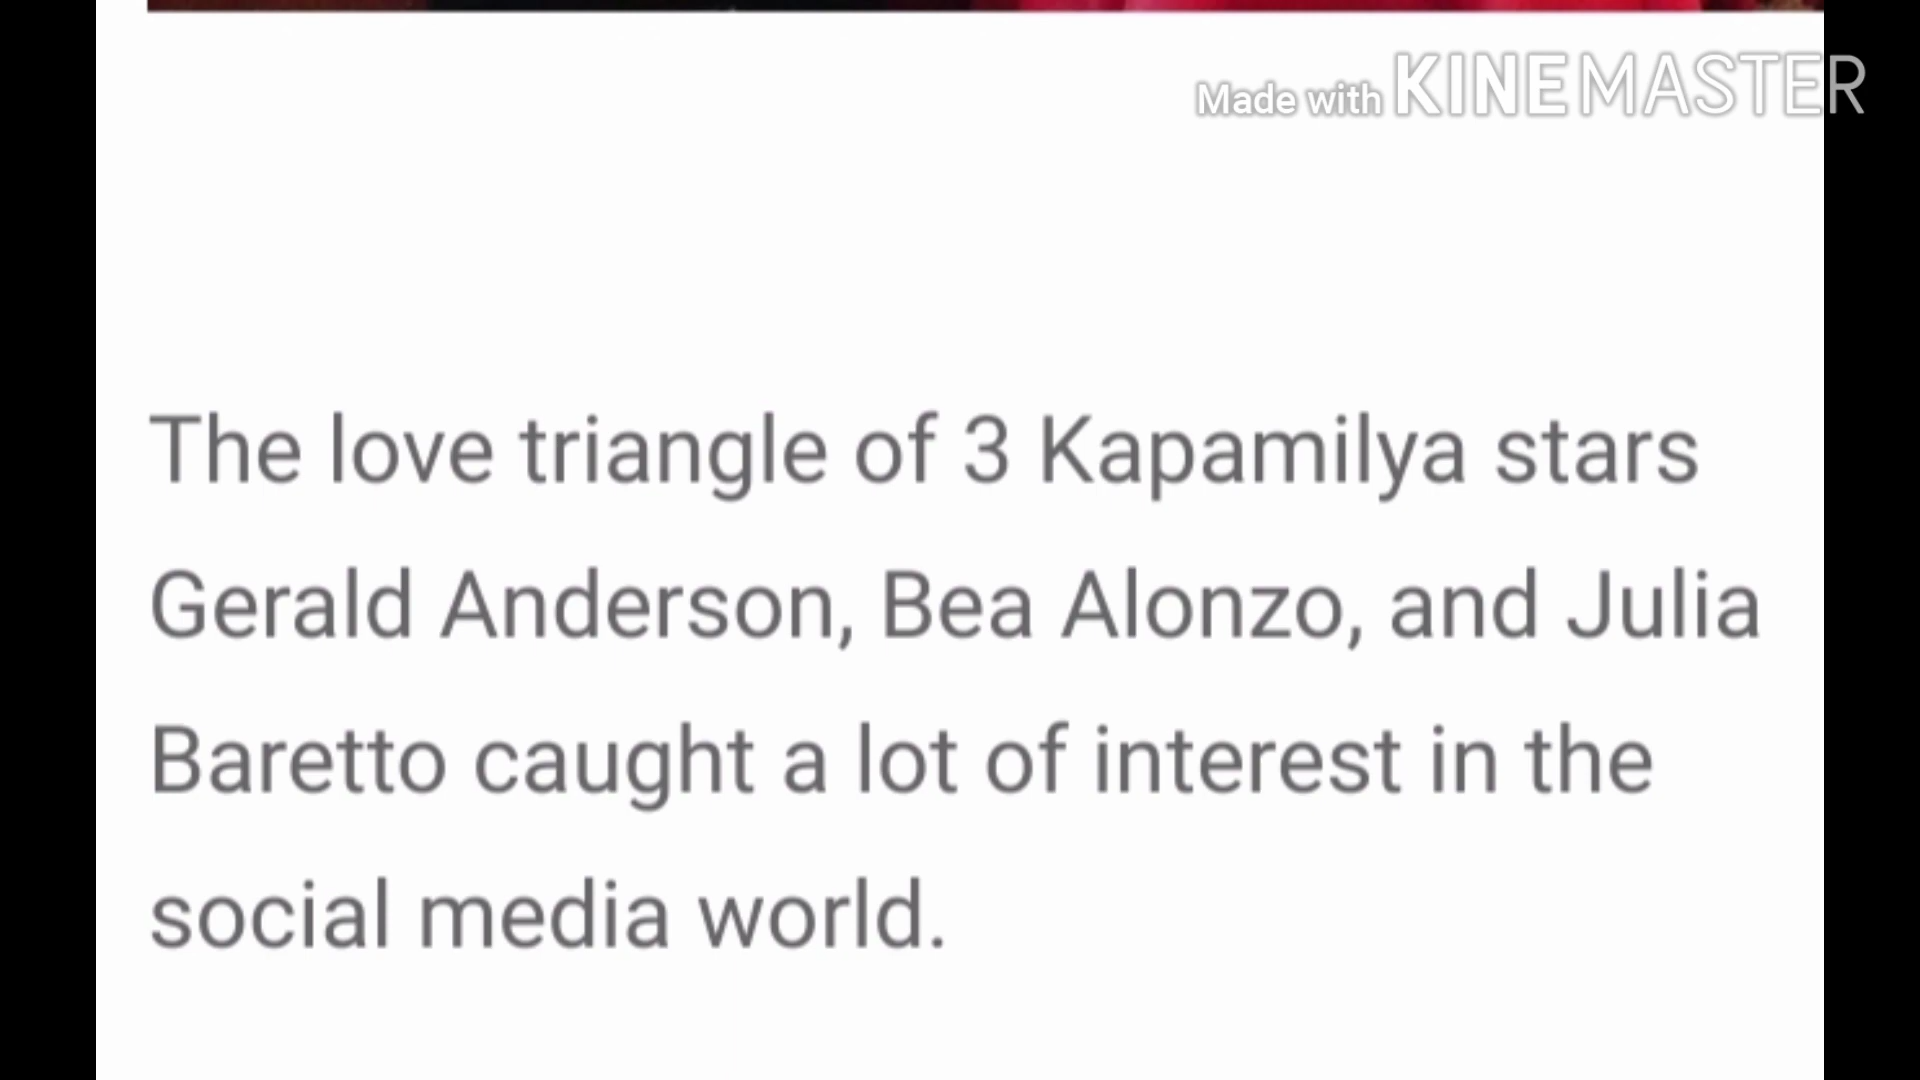 Made with KINEMASTER
The love triangle of 3 Kapamilya stars
Gerald Anderson, Bea Alonzo, and Julia
Baretto caught a lot of interest in the
social media world.